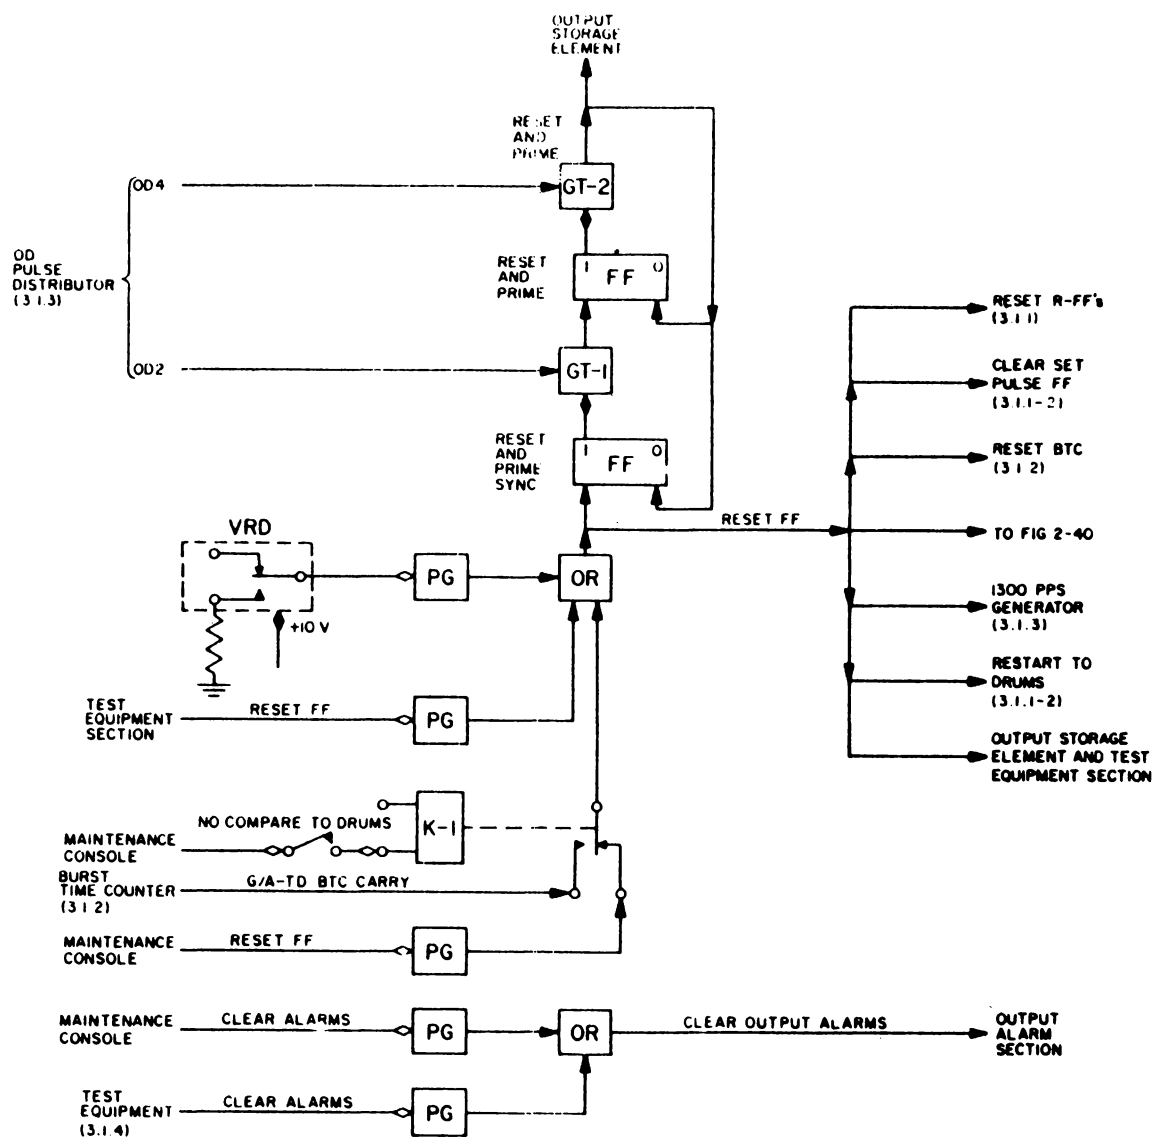 OUTPUT
STORAGE
ELEMENT
RESET
AND
PRIME
GT-2
OD4
OD
PULSE
DISTRIBUTOR
(3.1.3)
RESET
AND
PRIME
1 FF 0
OD2
GT-1
RESET
AND
PRIME
SYNC
1 FF 0
RESET R-FF's
(3.1.1)
CLEAR SET
PULSE FF
(3.1.1-2)
RESET BTC
(3.1.2)
RESET FF
TO FIG 2-40
VRD
PG
OR
+10 V
1300 PPS
GENERATOR
(3.1.3)
RESTART TO
DRUMS
(3.1.1-2)
TEST
EQUIPMENT
SECTION
RESET FF
PG
OUTPUT STORAGE
ELEMENT AND TEST
EQUIPMENT SECTION
NO COMPARE TO DRUMS
K-1
MAINTENANCE
CONSOLE
BURST
TIME COUNTER
(3.1.2)
G/A-TD BTC CARRY
MAINTENANCE
CONSOLE
RESET FF
PG
MAINTENANCE
CONSOLE
CLEAR ALARMS
PG
OR
CLEAR OUTPUT ALARMS
OUTPUT
ALARM
SECTION
TEST
EQUIPMENT
(3.1.4)
CLEAR ALARMS
PG